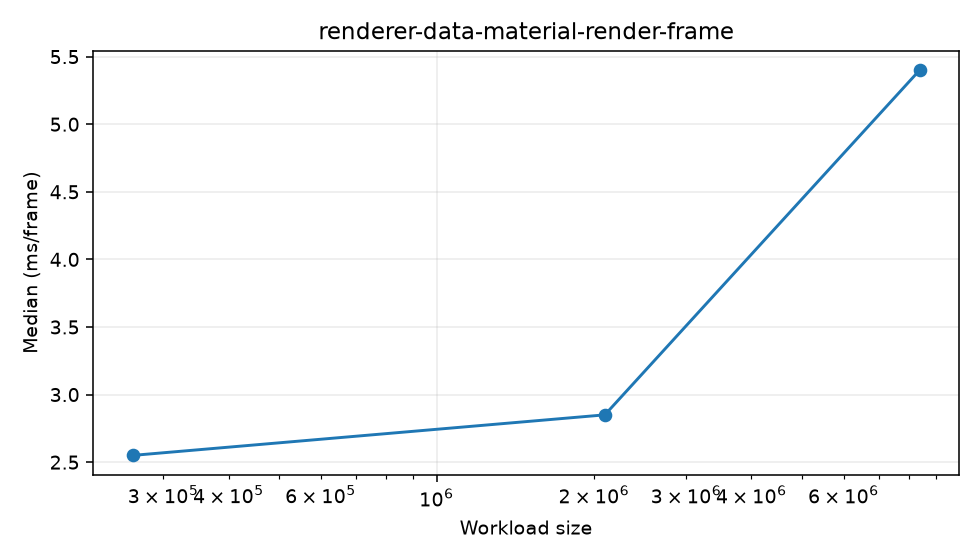 renderer-data-material-render-frame
5.5
5.0
4.5
4.0
3.5
3.0
2.5
Median (ms/frame)
3 × 10⁵ 4 × 10⁵ 6 × 10⁵ 10⁶ 2 × 10⁶ 3 × 10⁶ 4 × 10⁶ 6 × 10⁶
Workload size